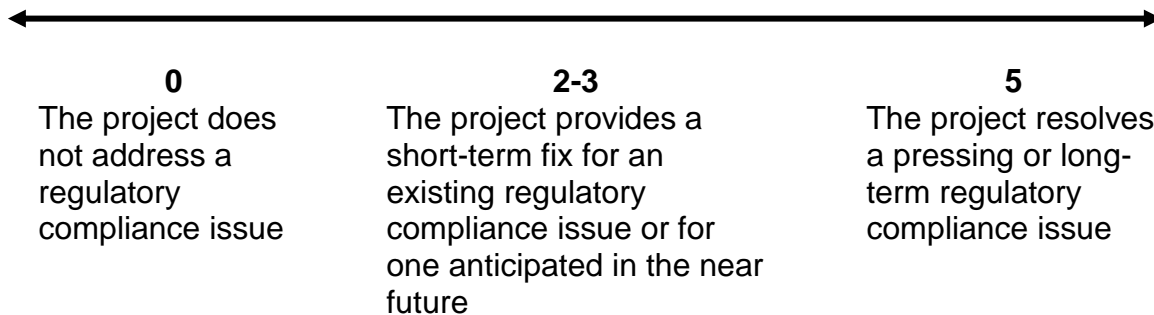 0
The project does
not address a
regulatory
compliance issue
2-3
The project provides a
short-term fix for an
existing regulatory
compliance issue or for
one anticipated in the near
future
5
The project resolves
a pressing or long-
term regulatory
compliance issue